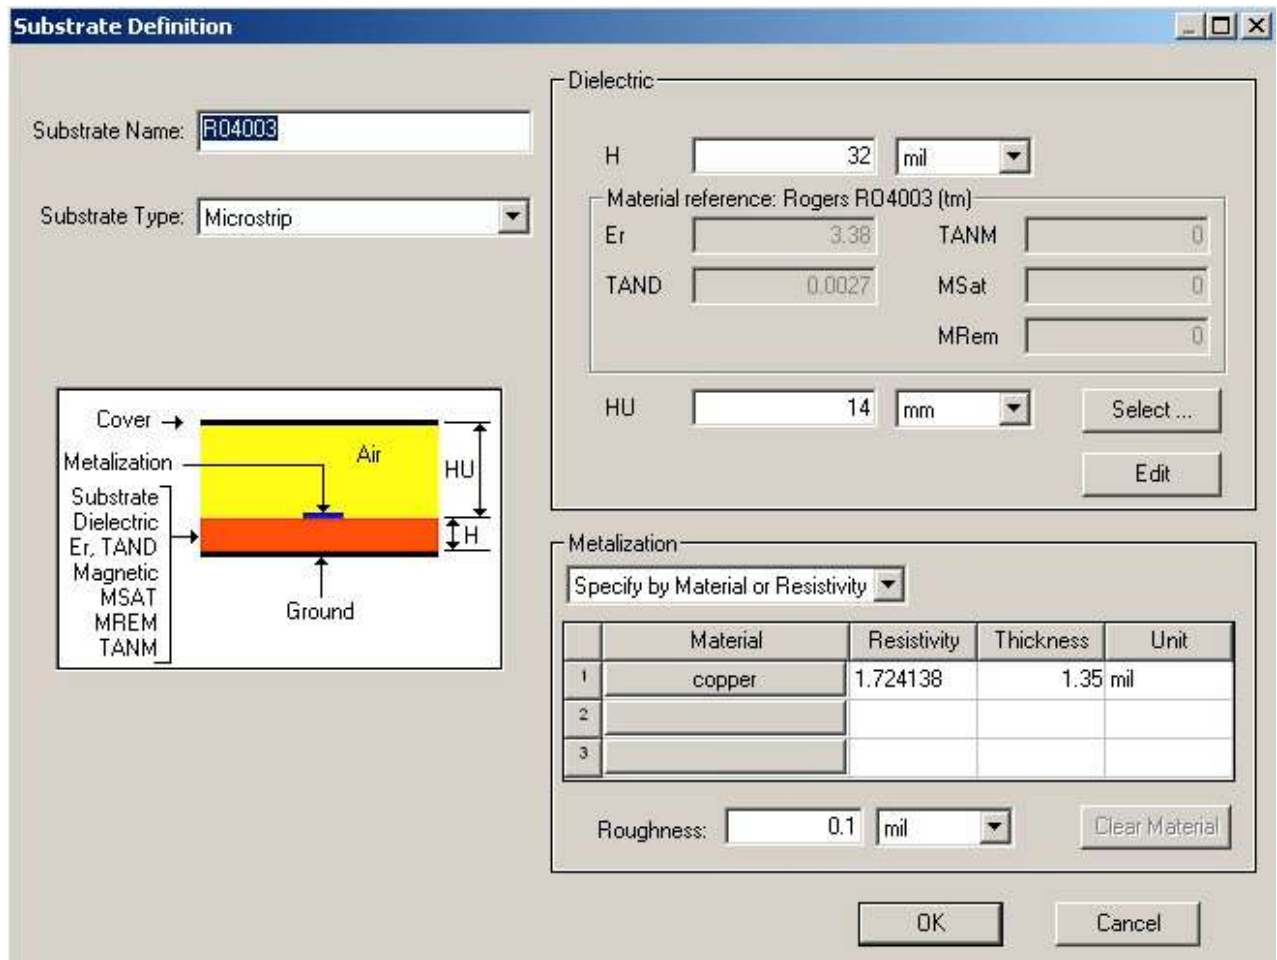 Substrate Definition
Substrate Name: RO4003
Substrate Type: Microstrip
Cover
Metalization
Substrate
Dielectric
Er, TAND
Magnetic
MSAT
MREM
TANM
Air
HU
H
Ground
Dielectric
H 32 mil
Material reference: Rogers RO4003 (tm)
Er 3.38 TANM 0
TAND 0.0027 MSat 0
MRem 0
HU 14 mm Select ...
Edit
Metalization
Specify by Material or Resistivity
Material Resistivity Thickness Unit
1 copper 1.724138 1.35 mil
2
3
Roughness: 0.1 mil Clear Material
OK Cancel